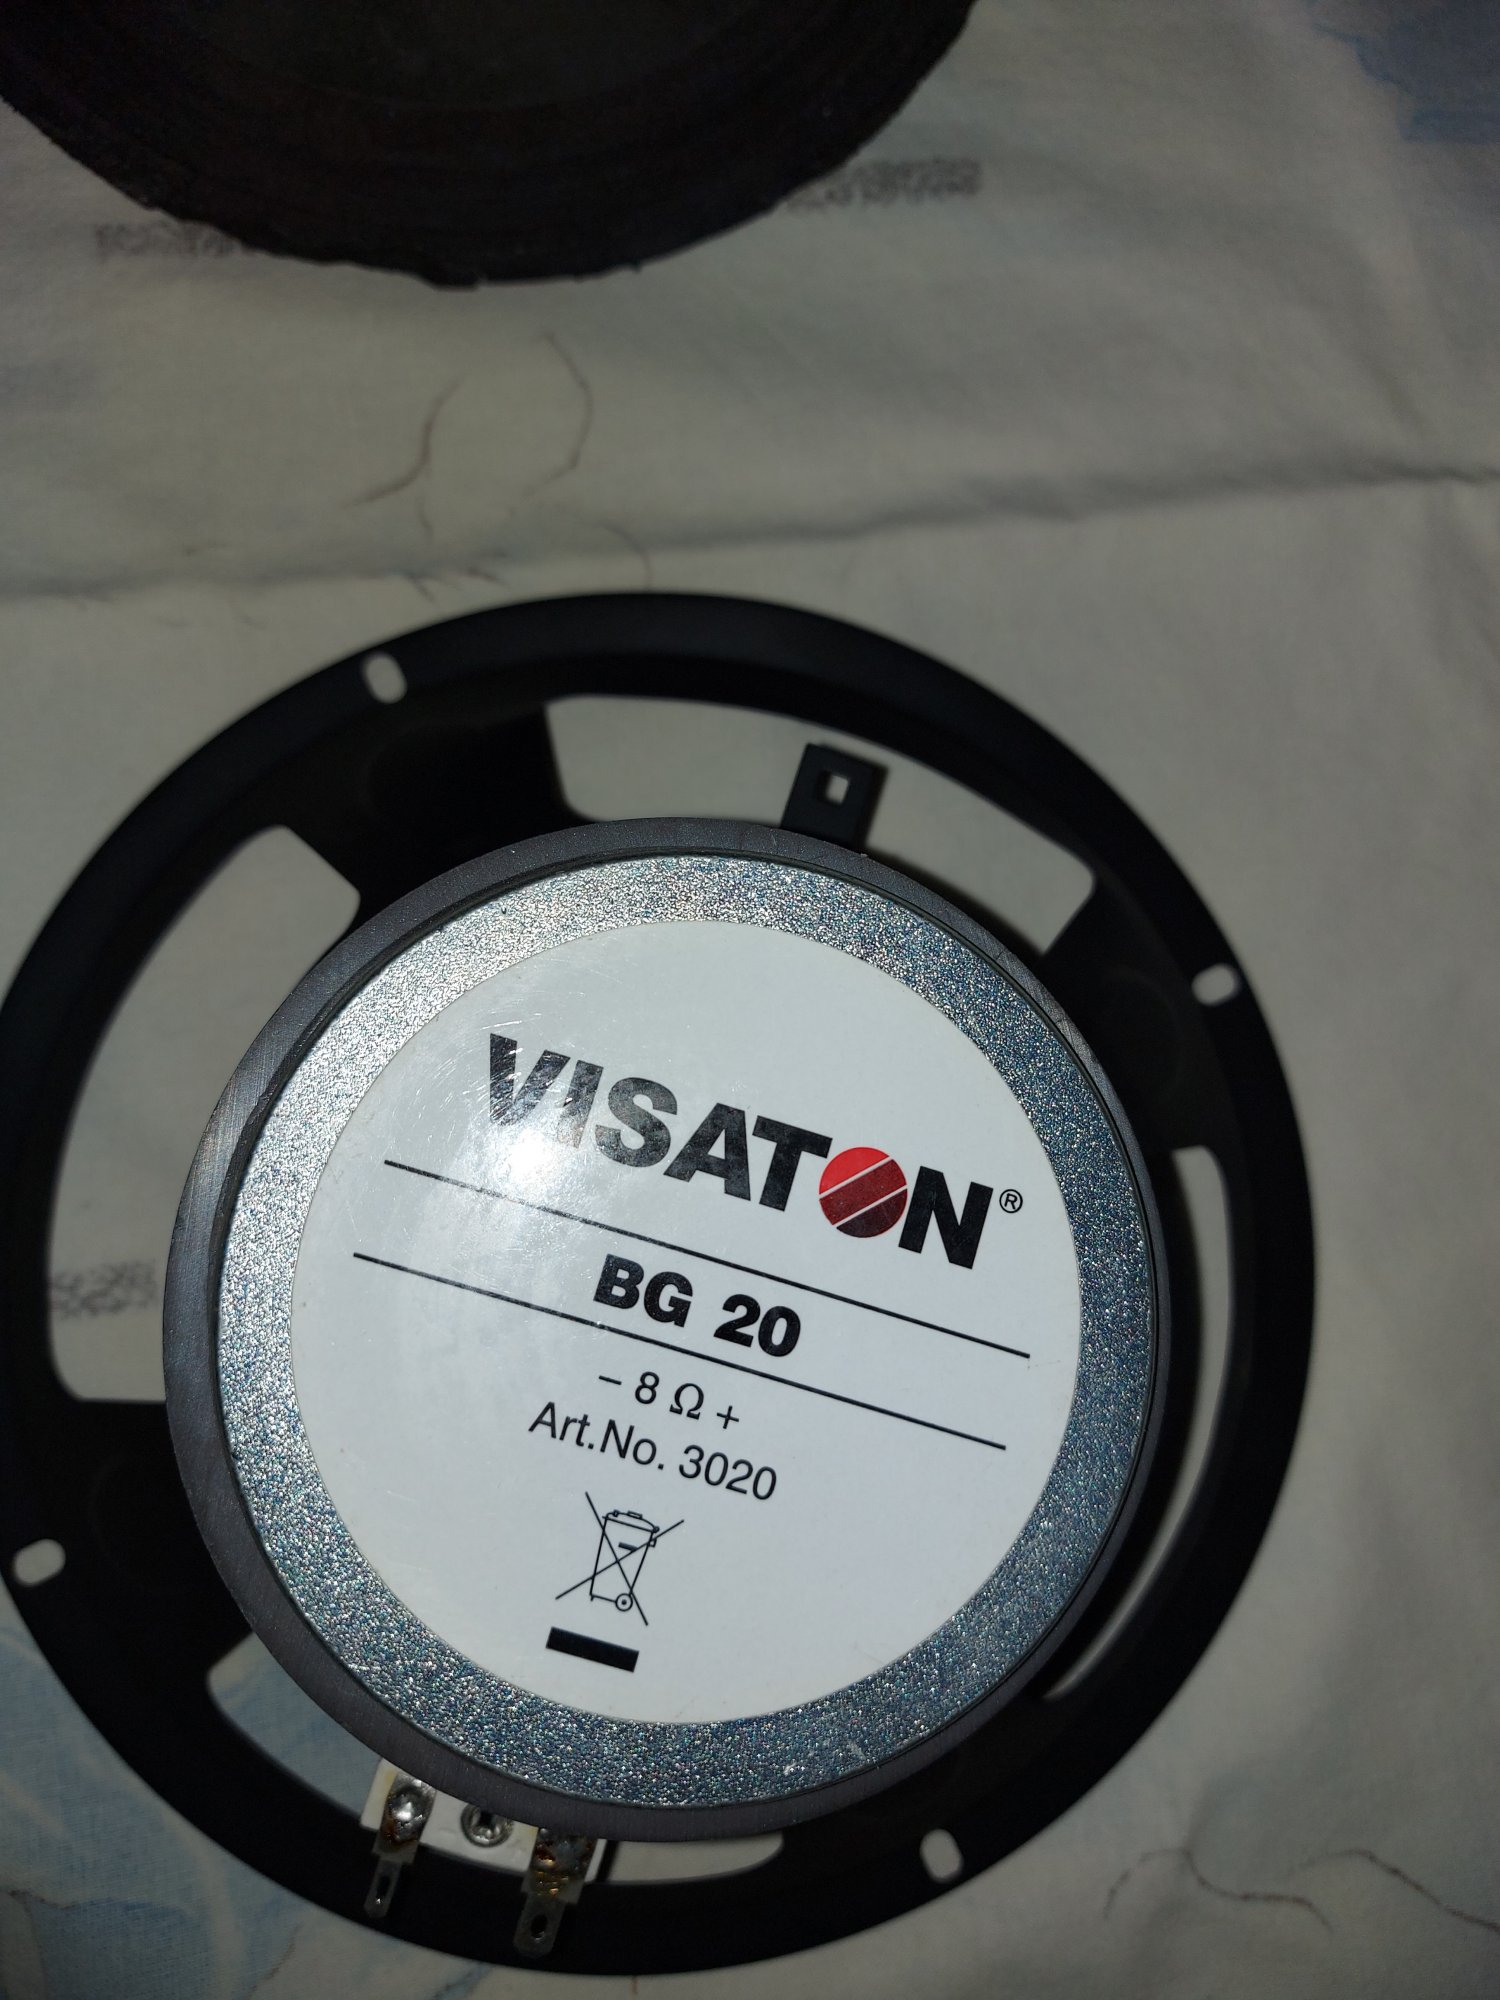 VISATON®
BG 20
– 8 Ω +
Art.No. 3020